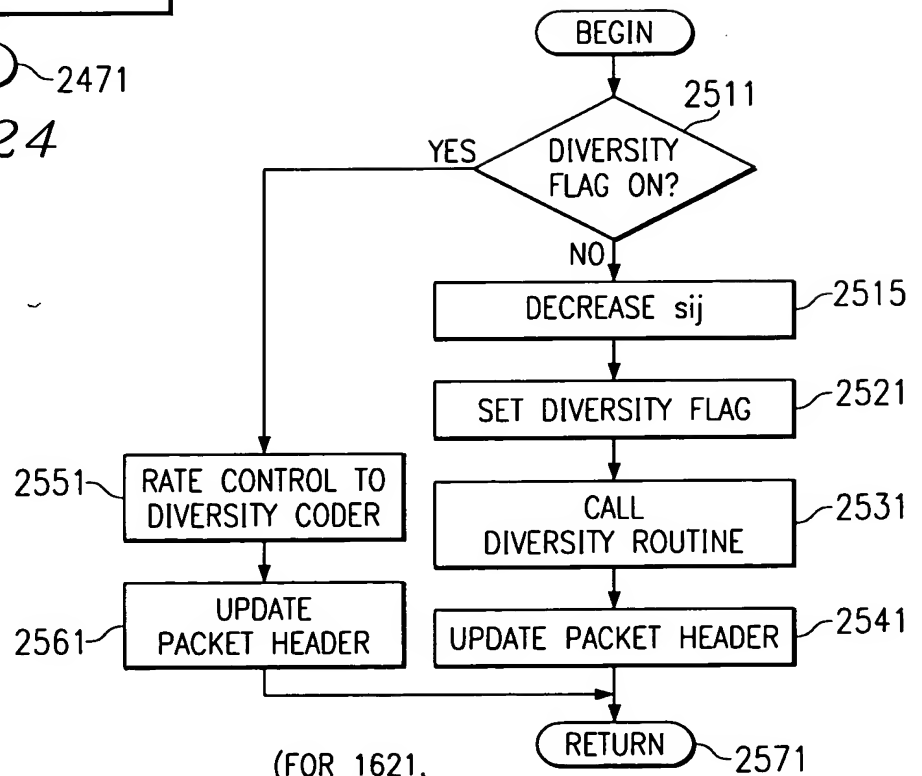 BEGIN
2471
24
2511
DIVERSITY
FLAG ON?
YES
NO
DECREASE sij
2515
SET DIVERSITY FLAG
2521
2551
RATE CONTROL TO
DIVERSITY CODER
CALL
DIVERSITY ROUTINE
2531
2561
UPDATE
PACKET HEADER
UPDATE PACKET HEADER
2541
RETURN
2571
(FOR 1621,